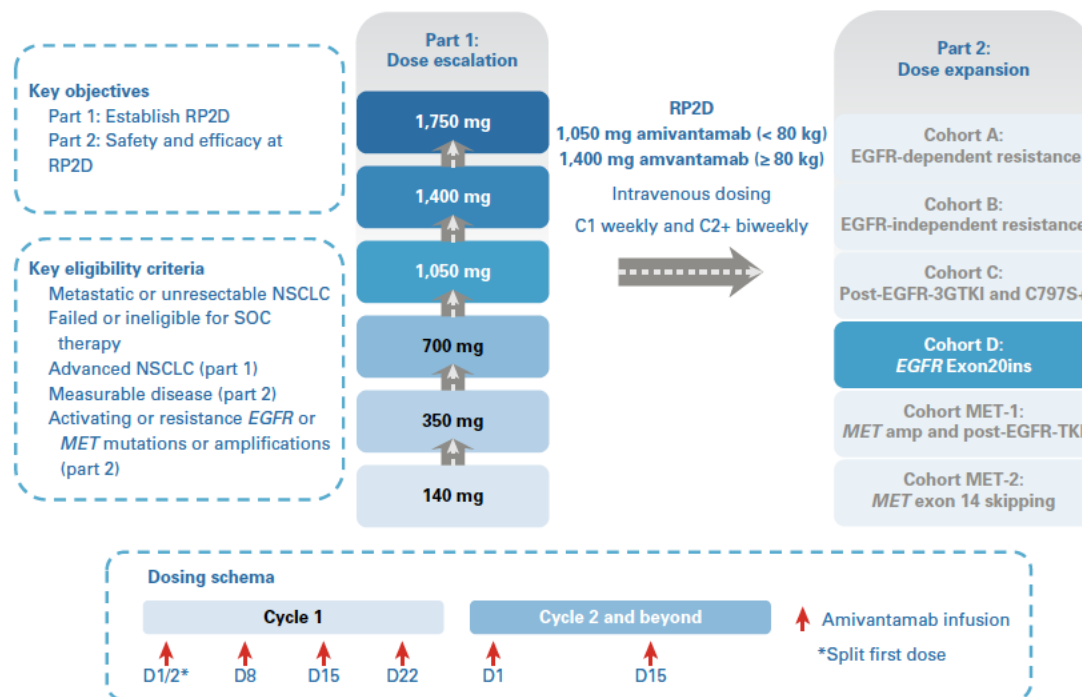 Key objectives
Part 1: Establish RP2D
Part 2: Safety and efficacy at
RP2D
Key eligibility criteria
Metastatic or unresectable NSCLC
Failed or ineligible for SOC
therapy
Advanced NSCLC (part 1)
Measurable disease (part 2)
Activating or resistance EGFR or
MET mutations or amplifications
(part 2)
Part 1:
Dose escalation
1,750 mg
1,400 mg
1,050 mg
700 mg
350 mg
140 mg
RP2D
1,050 mg amivantamab (< 80 kg)
1,400 mg amvantamab (≥ 80 kg)
Intravenous dosing
C1 weekly and C2+ biweekly
Part 2:
Dose expansion
Cohort A:
EGFR-dependent resistance
Cohort B:
EGFR-independent resistance
Cohort C:
Post-EGFR-3GTKI and C797S+
Cohort D:
EGFR Exon20ins
Cohort MET-1:
MET amp and post-EGFR-TKI
Cohort MET-2:
MET exon 14 skipping
Dosing schema
Cycle 1
Cycle 2 and beyond
D1/2* D8 D15 D22 D1 D15
Amivantamab infusion
*Split first dose